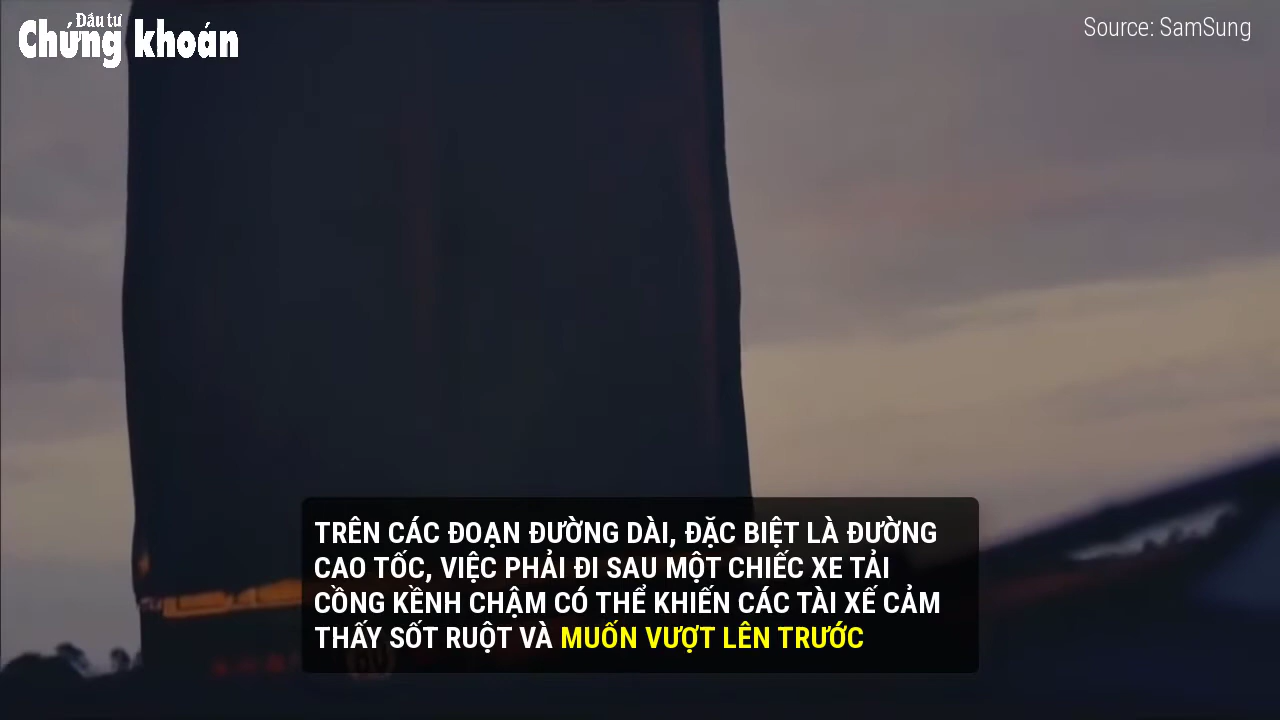 Đầu tư
Chứng khoán
Source: SamSung
TRÊN CÁC ĐOẠN ĐƯỜNG DÀI, ĐẶC BIỆT LÀ ĐƯỜNG
CAO TỐC, VIỆC PHẢI ĐI SAU MỘT CHIẾC XE TẢI
CỒNG KỀNH CHẬM CÓ THỂ KHIẾN CÁC TÀI XẾ CẢM
THẤY SỐT RUỘT VÀ MUỐN VƯỢT LÊN TRƯỚC